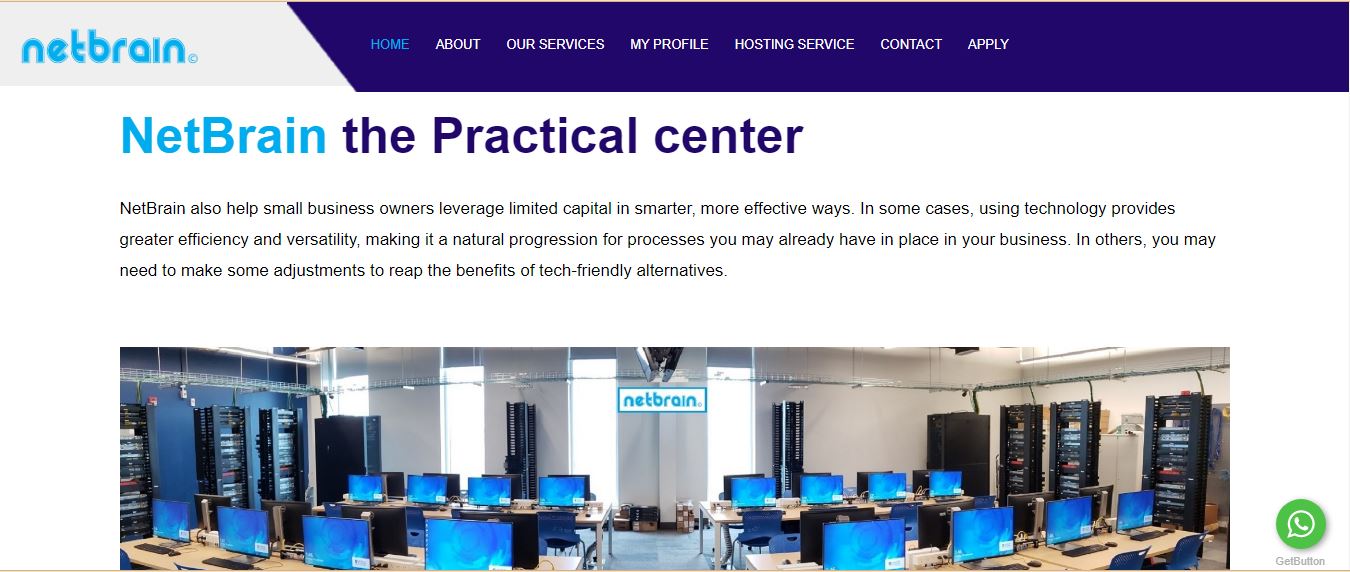 netbrain©
HOME ABOUT OUR SERVICES MY PROFILE HOSTING SERVICE CONTACT APPLY
NetBrain the Practical center
NetBrain also help small business owners leverage limited capital in smarter, more effective ways. In some cases, using technology provides
greater efficiency and versatility, making it a natural progression for processes you may already have in place in your business. In others, you may
need to make some adjustments to reap the benefits of tech-friendly alternatives.
netbrain©
GetButton